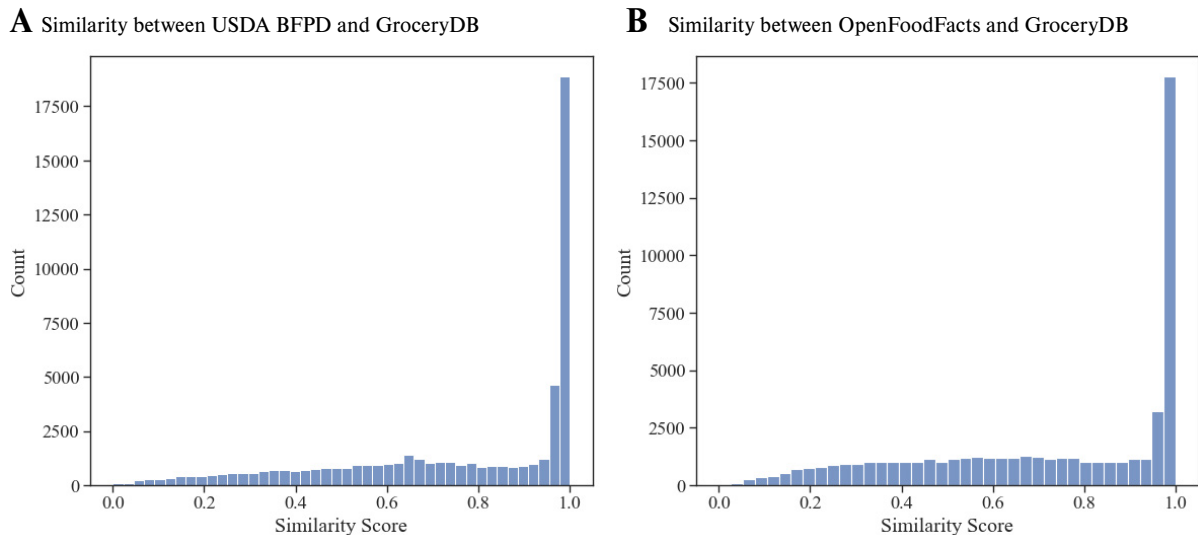 A Similarity between USDA BFPD and GroceryDB
17500
15000
12500
10000
7500
5000
2500
0
Count
0.0 0.2 0.4 0.6 0.8 1.0
Similarity Score
B Similarity between OpenFoodFacts and GroceryDB
17500
15000
12500
10000
7500
5000
2500
0
Count
0.0 0.2 0.4 0.6 0.8 1.0
Similarity Score